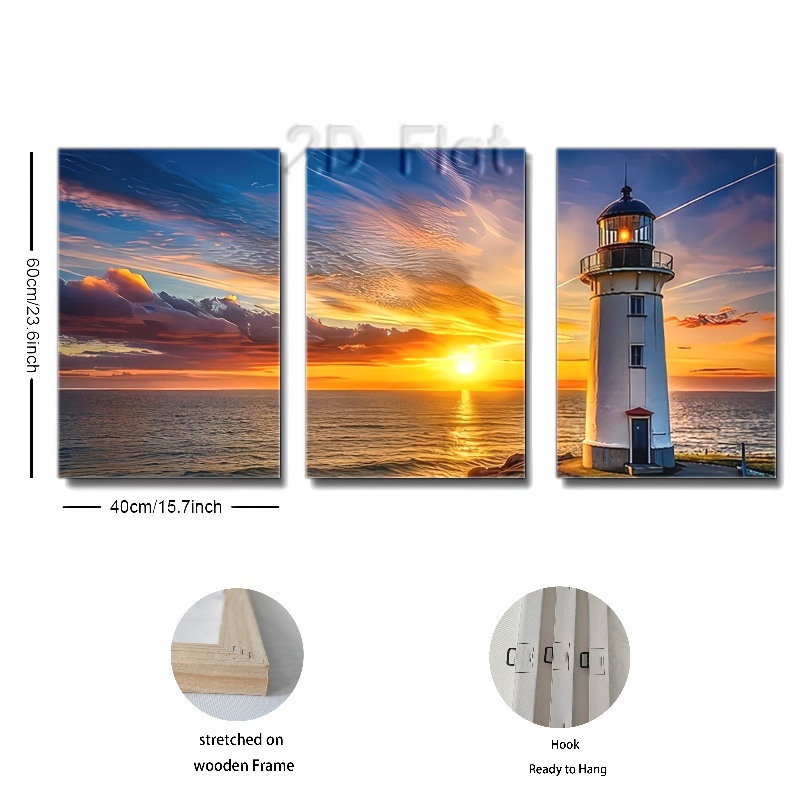 2D Flat
60cm/23.6inch
40cm/15.7inch
stretched on
wooden Frame
Hook
Ready to Hang